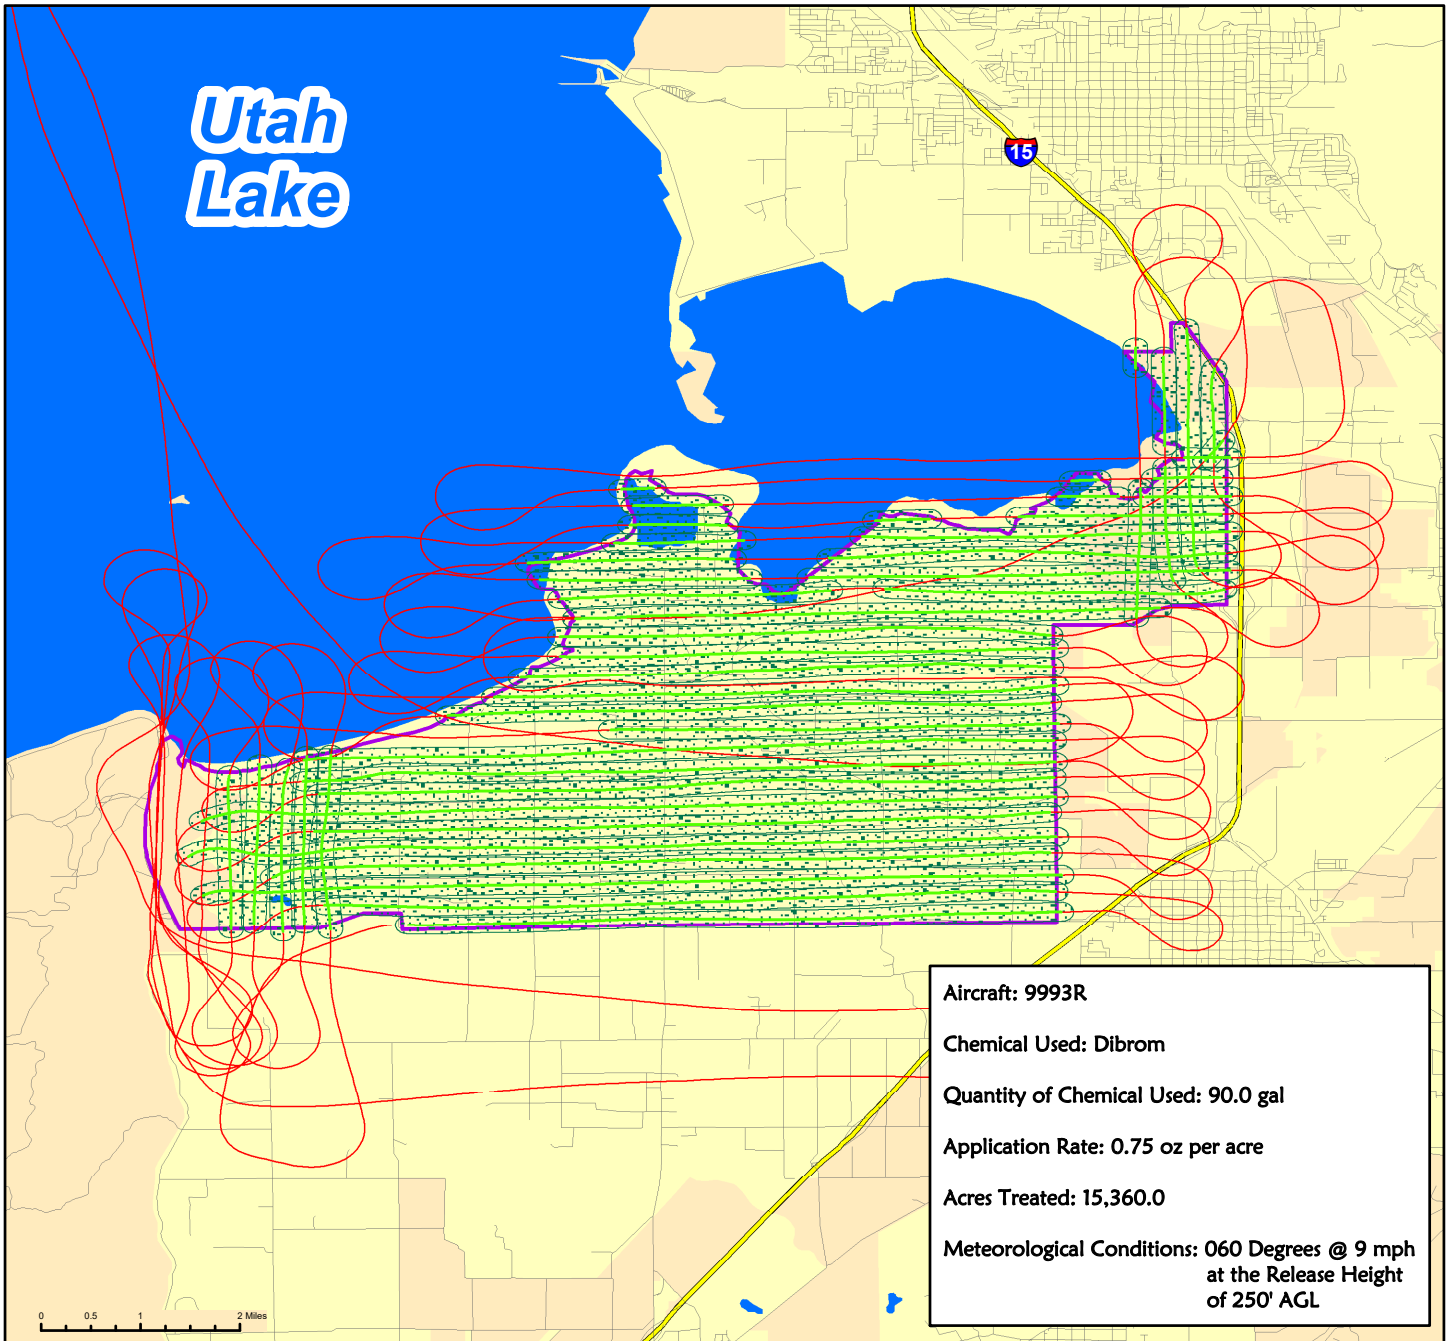 Utah
Lake
15
Aircraft: 9993R
Chemical Used: Dibrom
Quantity of Chemical Used: 90.0 gal
Application Rate: 0.75 oz per acre
Acres Treated: 15,360.0
Meteorological Conditions: 060 Degrees @ 9 mph
at the Release Height
of 250' AGL
0 0.5 1 2 Miles